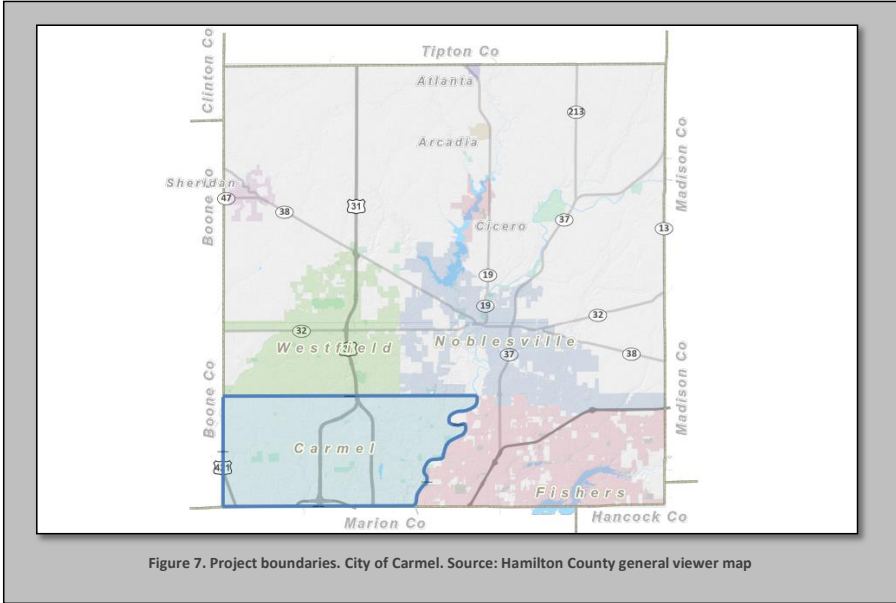 Tipton Co
Clinton Co
Atlanta
213
Arcadia
Madison Co
Sheridan
47
38
31
Boone Co
37
Cicero
13
19
19
32
32
Westfield
Noblesville
37
38
Boone Co
Madison Co
Carmel
421
Fishers
Marion Co
Hancock Co
Figure 7. Project boundaries. City of Carmel. Source: Hamilton County general viewer map